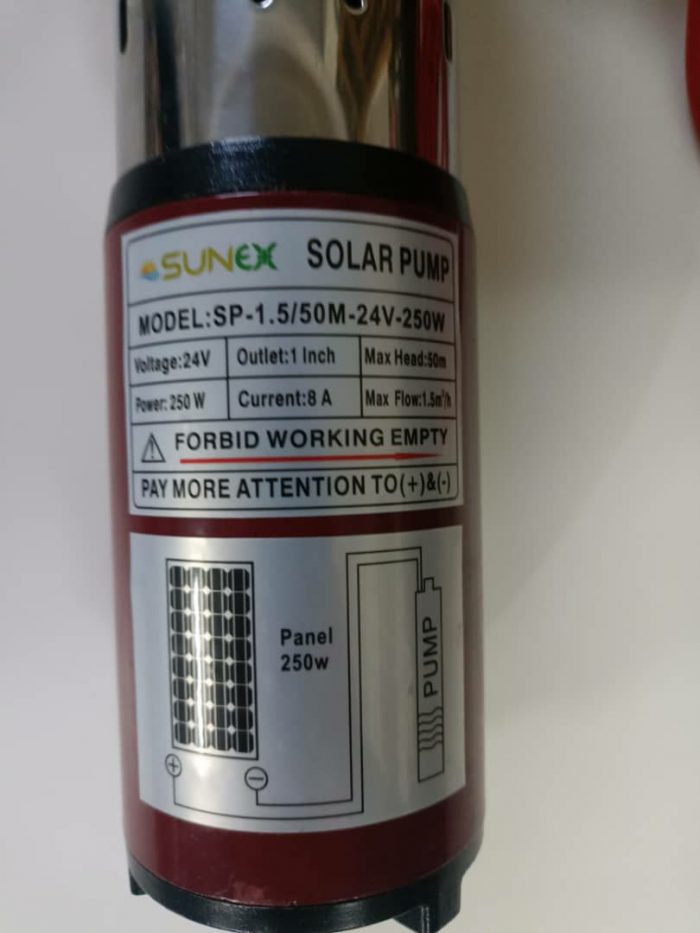 SUNEX SOLAR PUMP
MODEL:SP-1.5/50M-24V-250W
Voltage:24V Outlet:1 Inch Max Head:50m
Power:250 W Current:8 A Max Flow:1.5m³/h
FORBID WORKING EMPTY
PAY MORE ATTENTION TO(+)&(-)
Panel
250w
PUMP
+ −